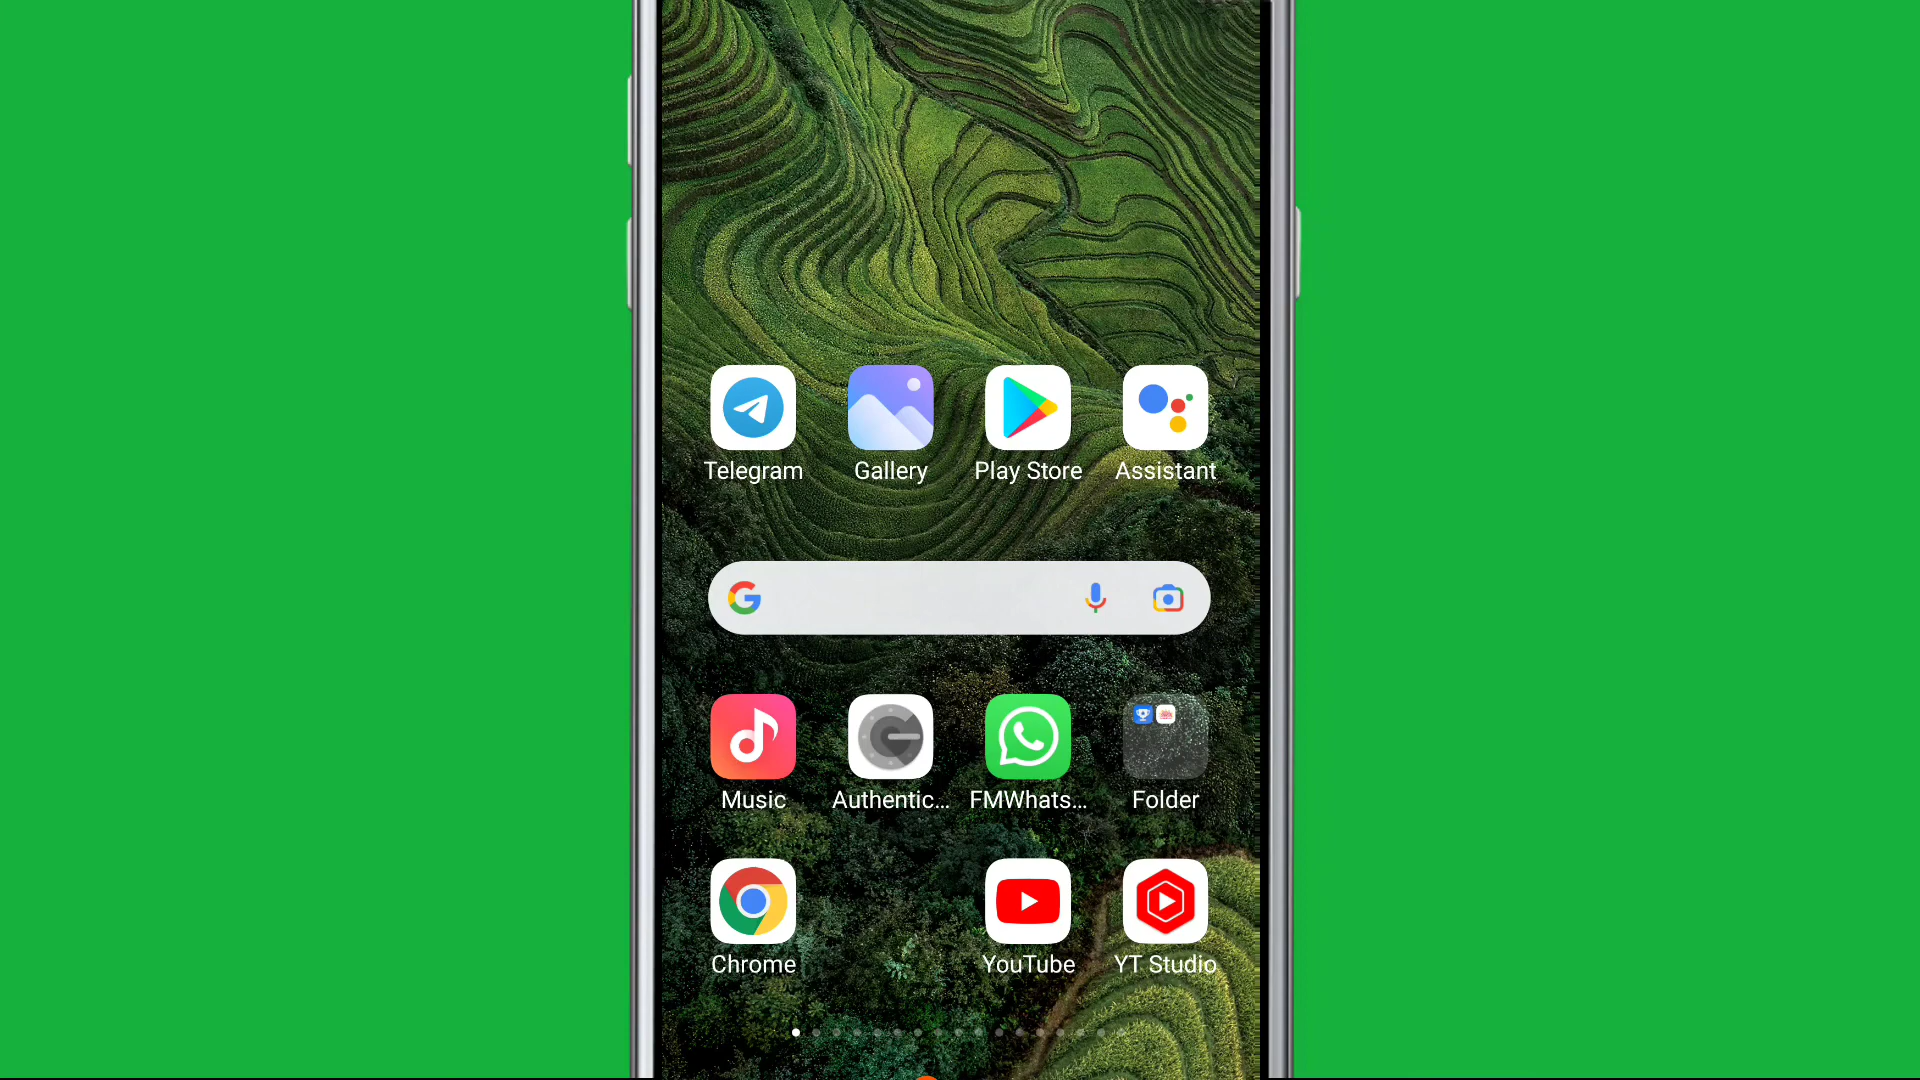 Telegram
Gallery
Play Store
Assistant
Music
Authentic...
FMWhats...
Folder
Chrome
YouTube
YT Studio